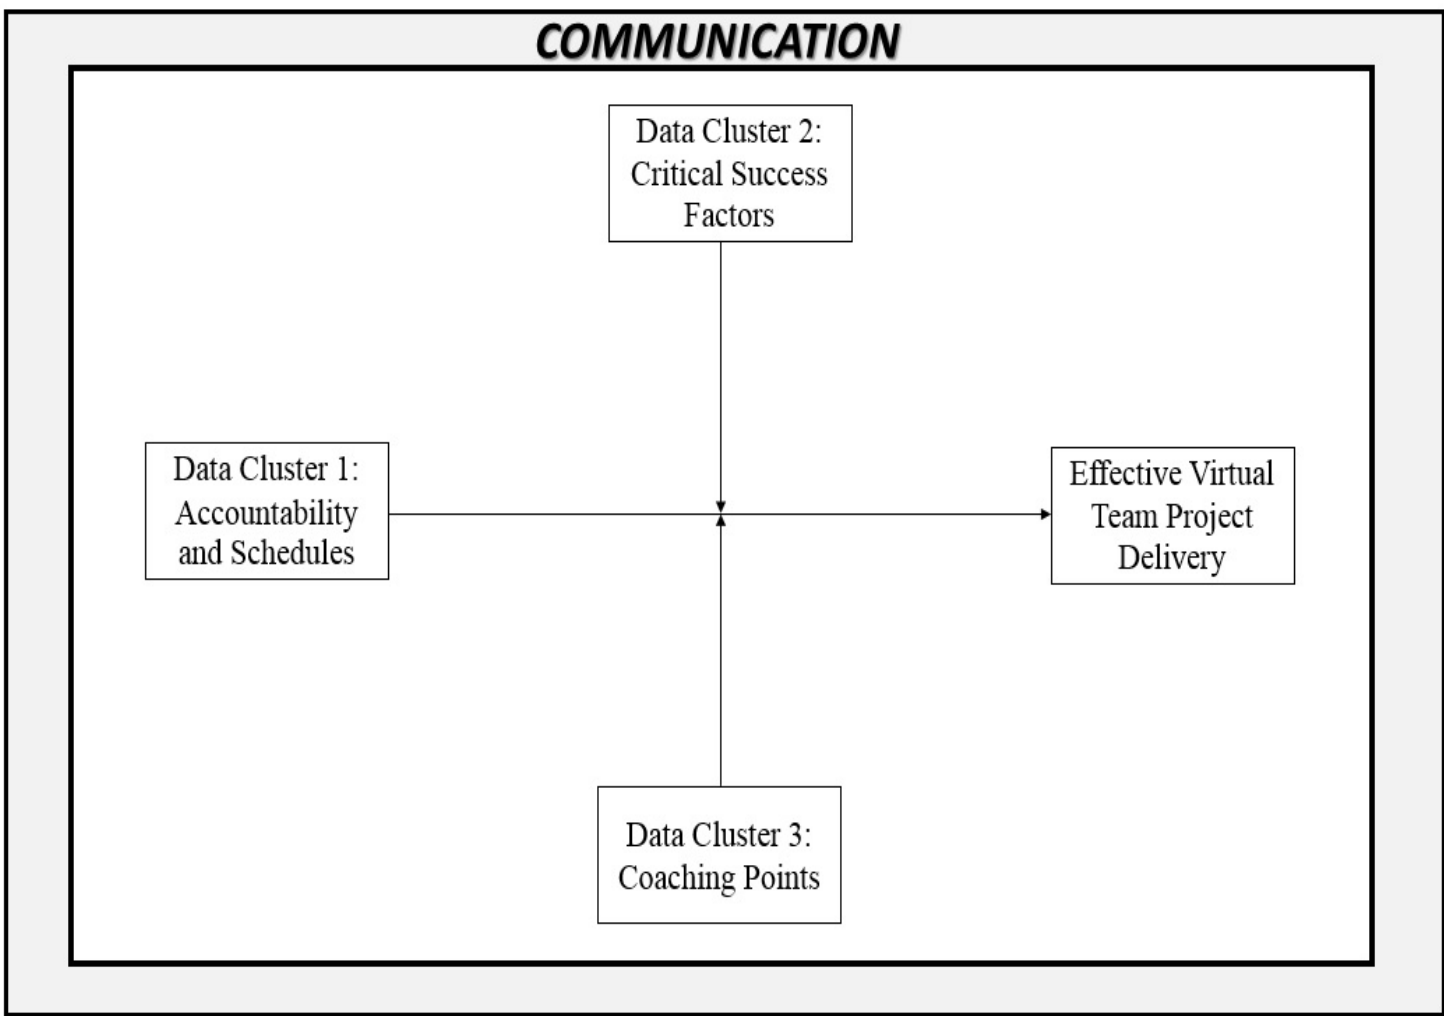 COMMUNICATION
Data Cluster 2:
Critical Success
Factors
Data Cluster 1:
Accountability
and Schedules
Effective Virtual
Team Project
Delivery
Data Cluster 3:
Coaching Points